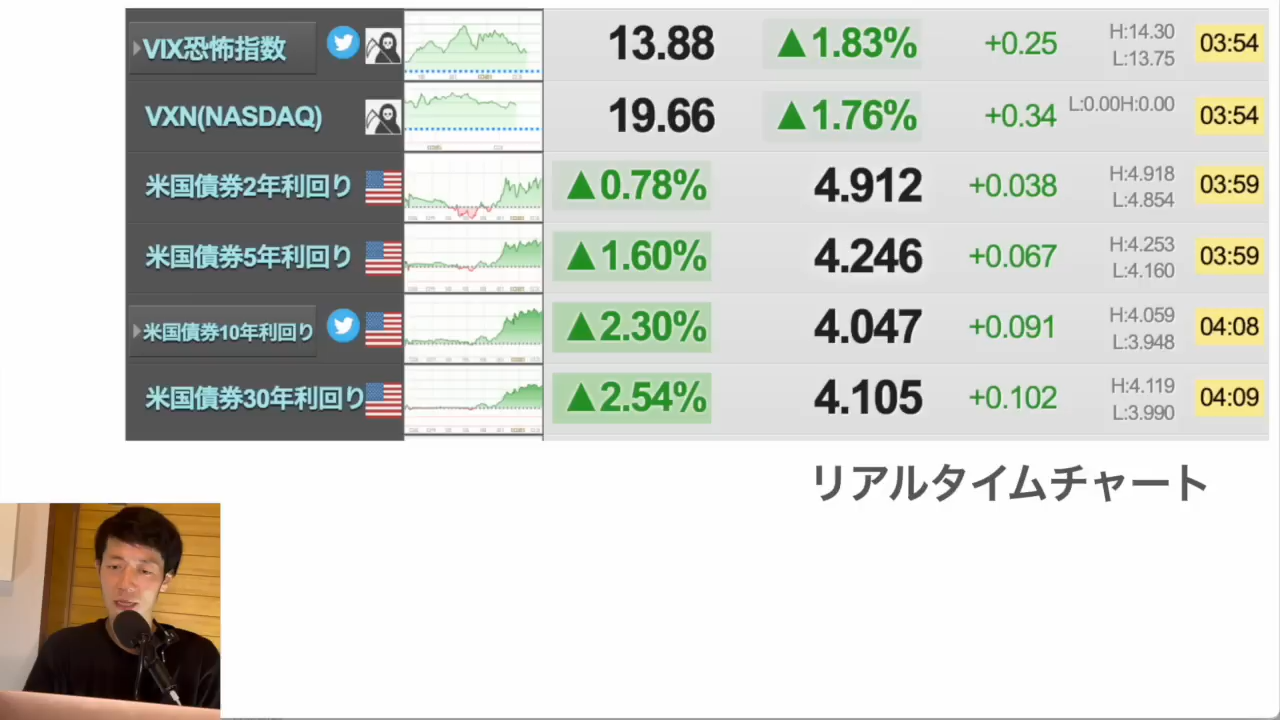 VIX恐怖指数 13.88 ▲1.83% +0.25 H:14.30 L:13.75 03:54
VXN(NASDAQ) 19.66 ▲1.76% +0.34 L:0.00H:0.00 03:54
米国債券2年利回り ▲0.78% 4.912 +0.038 H:4.918 L:4.854 03:59
米国債券5年利回り ▲1.60% 4.246 +0.067 H:4.253 L:4.160 03:59
米国債券10年利回り ▲2.30% 4.047 +0.091 H:4.059 L:3.948 04:08
米国債券30年利回り ▲2.54% 4.105 +0.102 H:4.119 L:3.990 04:09
リアルタイムチャート